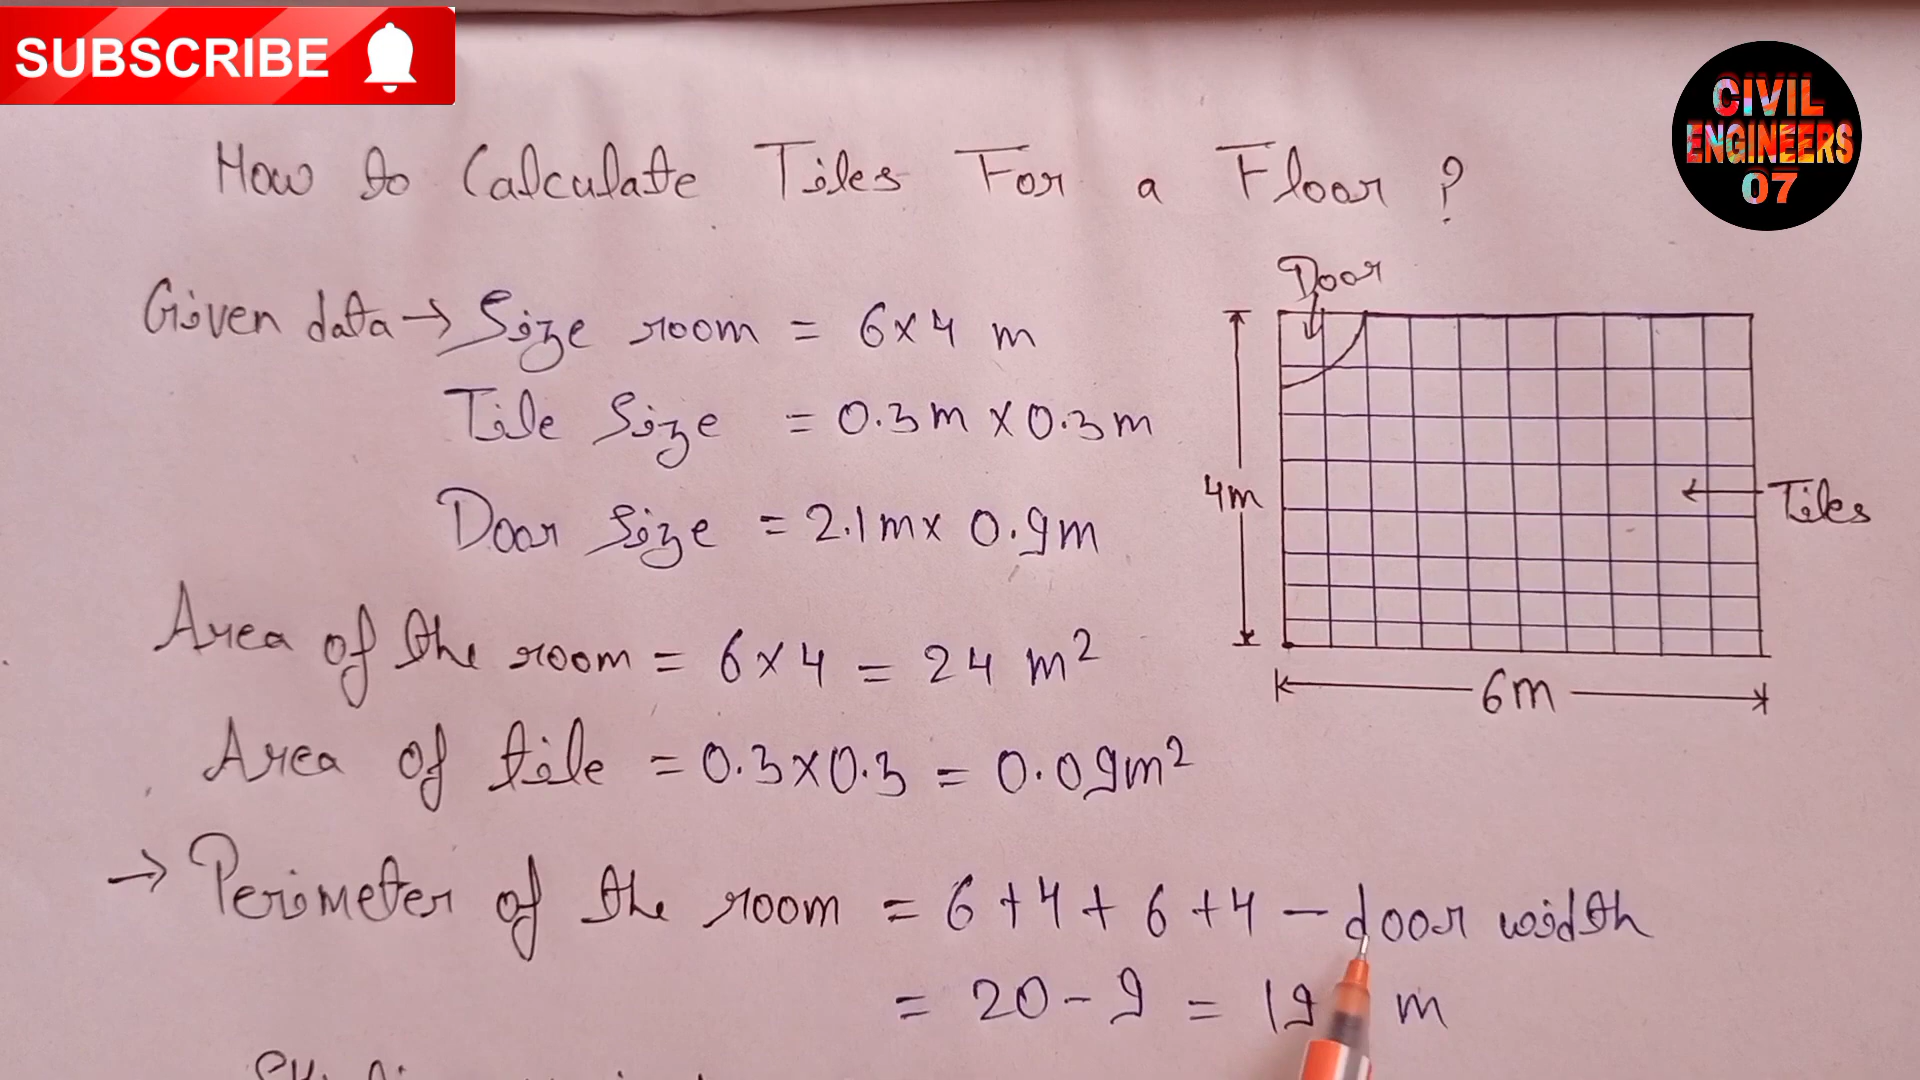 SUBSCRIBE
CIVIL
ENGINEERS
07
How to Calculate Tiles For a Floor ?
Given data → Size room = 6×4 m
Tile Size = 0.3m × 0.3m
Door Size = 2.1m× 0.9m
Door
4m
Tiles
6m
Area of the room = 6×4 = 24 m²
Area of tile = 0.3×0.3 = 0.09m²
→ Perimeter of the room = 6+4+6+4 – door width
= 20 - 9 = 19 m